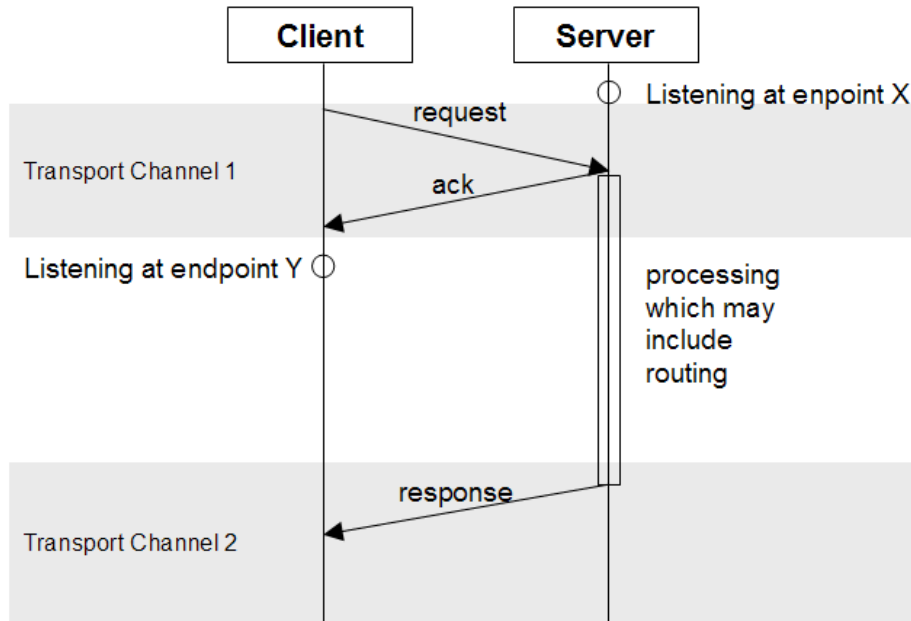 Client
Server
Listening at enpoint X
request
Transport Channel 1
ack
Listening at endpoint Y
processing
which may
include
routing
response
Transport Channel 2